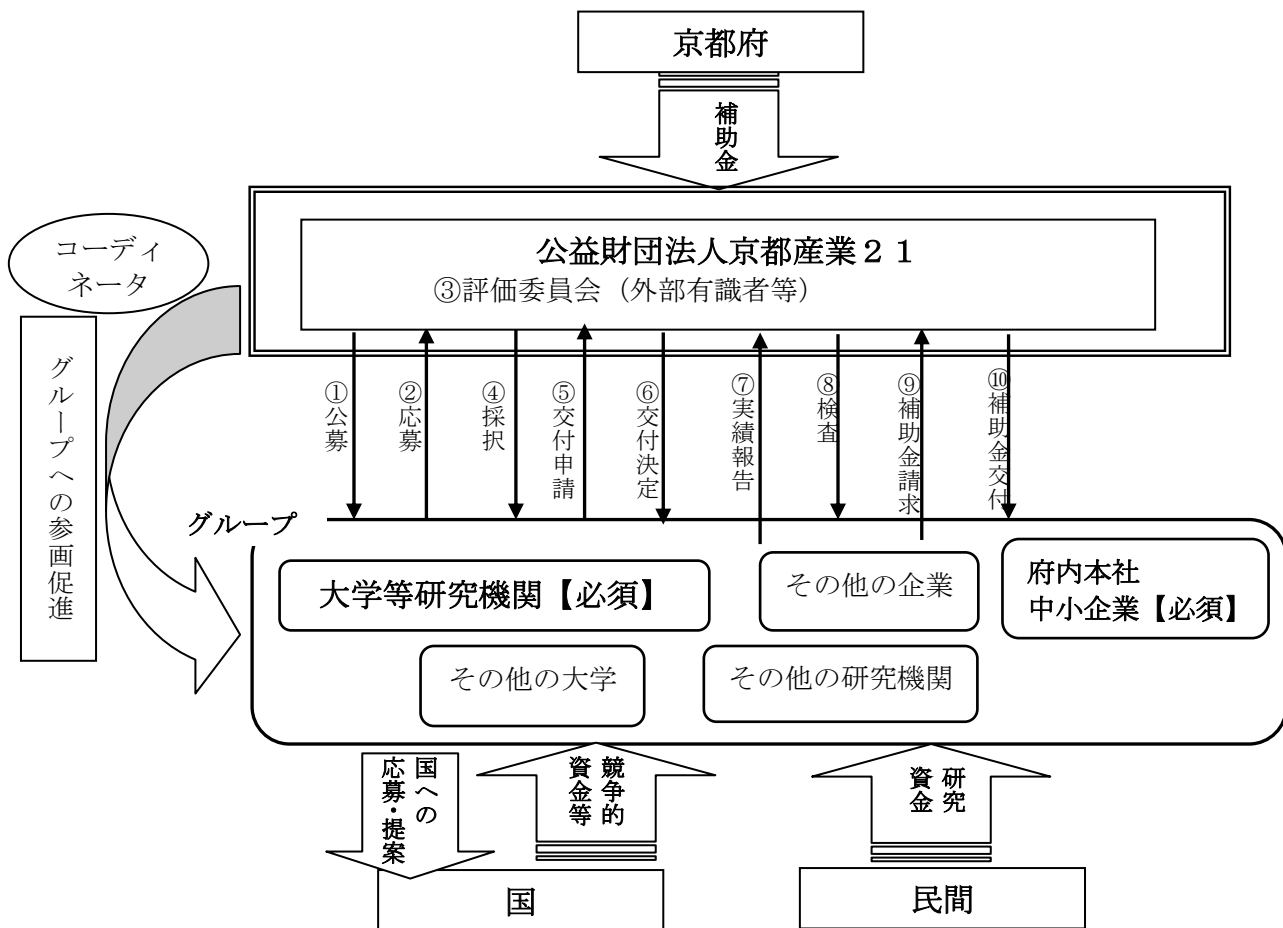 京都府
補助金
コーディ
ネータ
公益財団法人京都産業２１
③評価委員会（外部有識者等）
グループへの参画促進
①公募
②応募
④採択
⑤交付申請
⑥交付決定
⑦実績報告
⑧検査
⑨補助金請求
⑩補助金交付
グループ
大学等研究機関【必須】
その他の企業
府内本社
中小企業【必須】
その他の大学
その他の研究機関
国への
応募・提案
競争的
資金等
研究
資金
国
民間